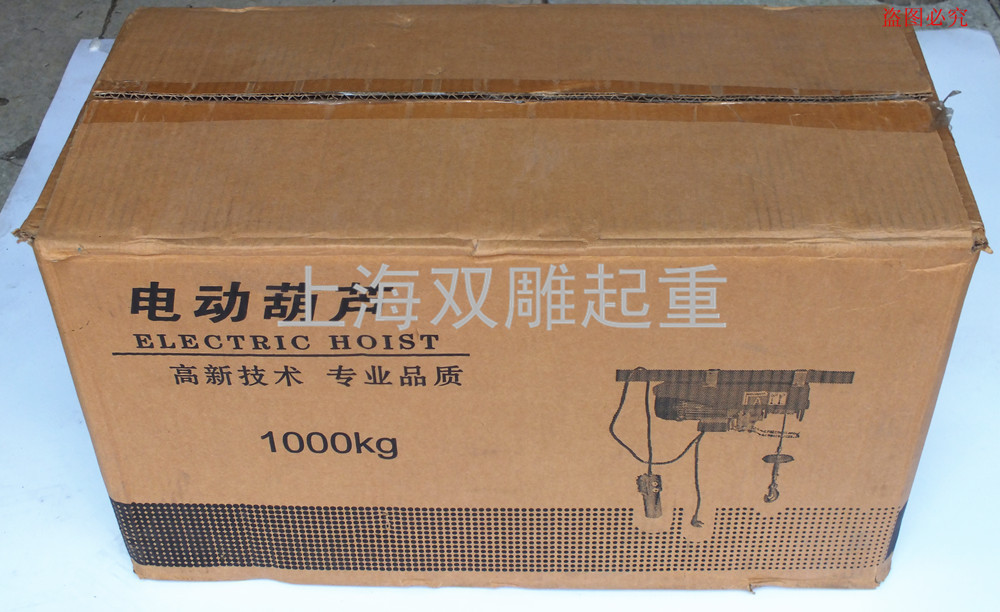 盗图必究
电动葫芦
上海双雕起重
ELECTRIC HOIST
高新技术 专业品质
1000kg